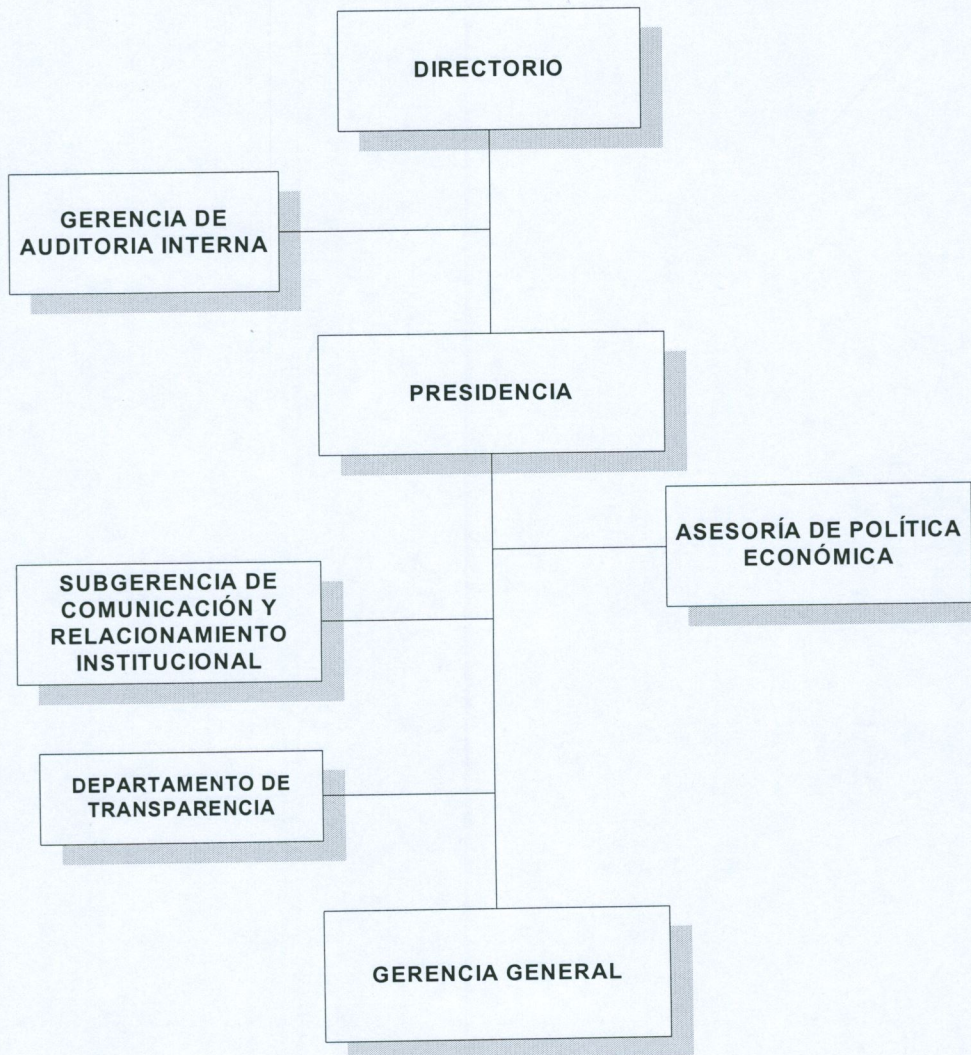 DIRECTORIO
GERENCIA DE
AUDITORIA INTERNA
PRESIDENCIA
ASESORÍA DE POLÍTICA
ECONÓMICA
SUBGERENCIA DE
COMUNICACIÓN Y
RELACIONAMIENTO
INSTITUCIONAL
DEPARTAMENTO DE
TRANSPARENCIA
GERENCIA GENERAL